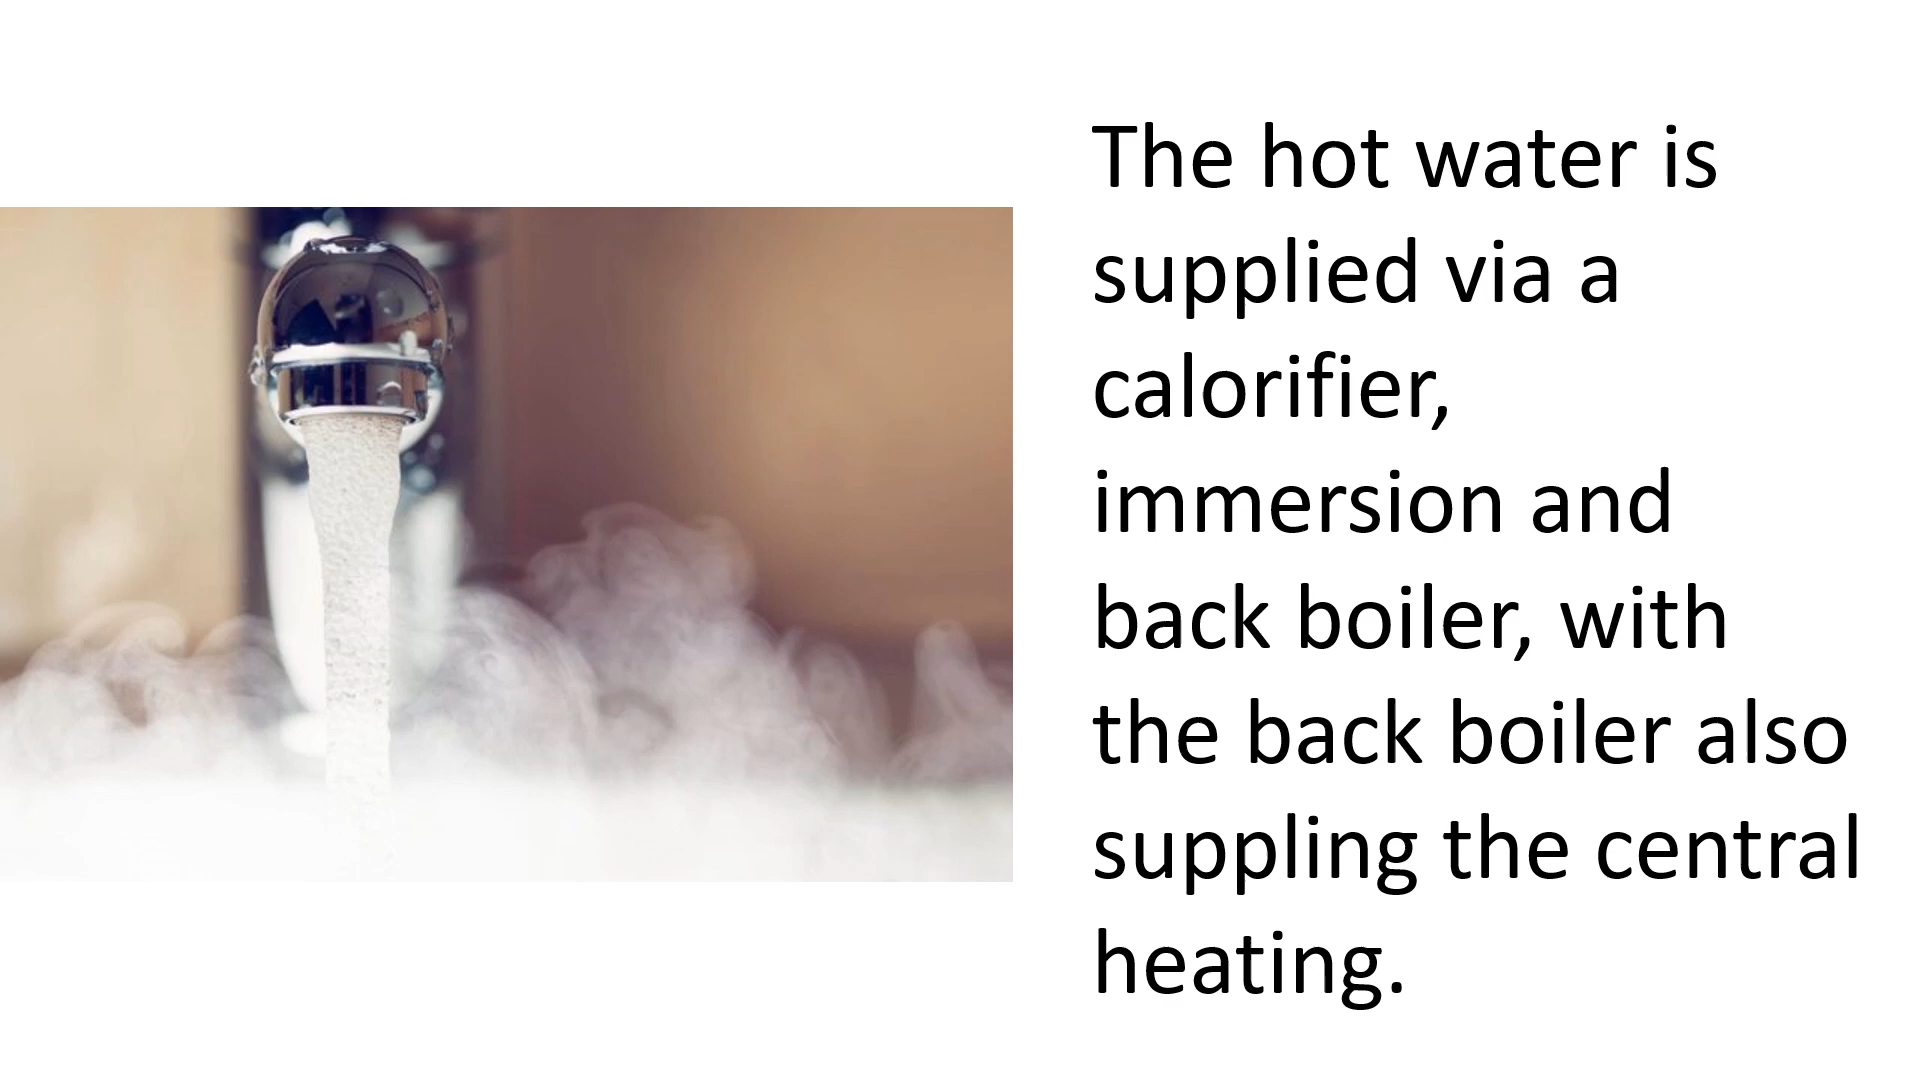 The hot water is
supplied via a
calorifier,
immersion and
back boiler, with
the back boiler also
suppling the central
heating.